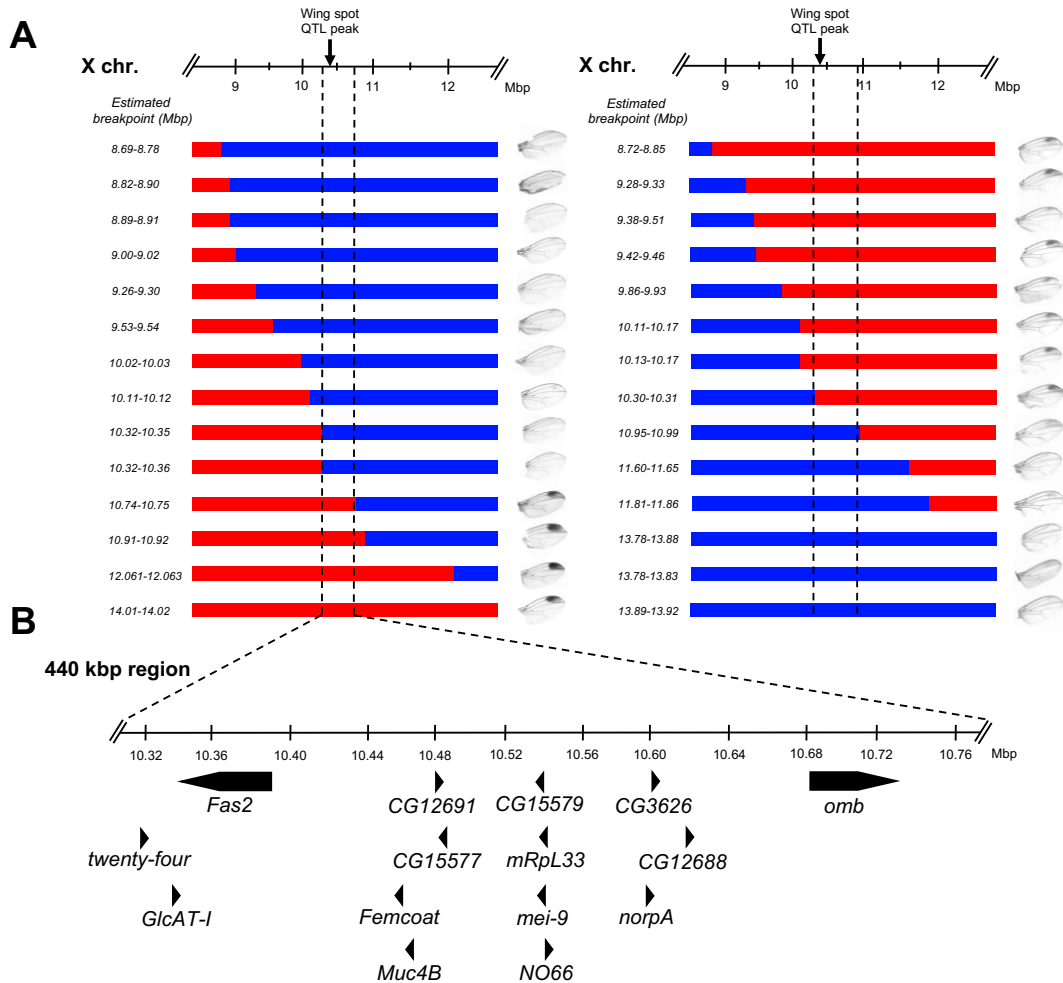 A
Wing spot
QTL peak
X chr.
9 10 11 12 Mbp
Estimated
breakpoint (Mbp)
8.69-8.78
8.82-8.90
8.89-8.91
9.00-9.02
9.26-9.30
9.53-9.54
10.02-10.03
10.11-10.12
10.32-10.35
10.32-10.36
10.74-10.75
10.91-10.92
12.061-12.063
14.01-14.02
Wing spot
QTL peak
X chr.
9 10 11 12 Mbp
Estimated
breakpoint (Mbp)
8.72-8.85
9.28-9.33
9.38-9.51
9.42-9.46
9.86-9.93
10.11-10.17
10.13-10.17
10.30-10.31
10.95-10.99
11.60-11.65
11.81-11.86
13.78-13.88
13.78-13.83
13.89-13.92
B
440 kbp region
10.32 10.36 10.40 10.44 10.48 10.52 10.56 10.60 10.64 10.68 10.72 10.76 Mbp
Fas2 CG12691 CG15579 CG3626 omb
twenty-four CG15577 mRpL33 CG12688
GlcAT-I Femcoat mei-9 norpA
Muc4B NO66